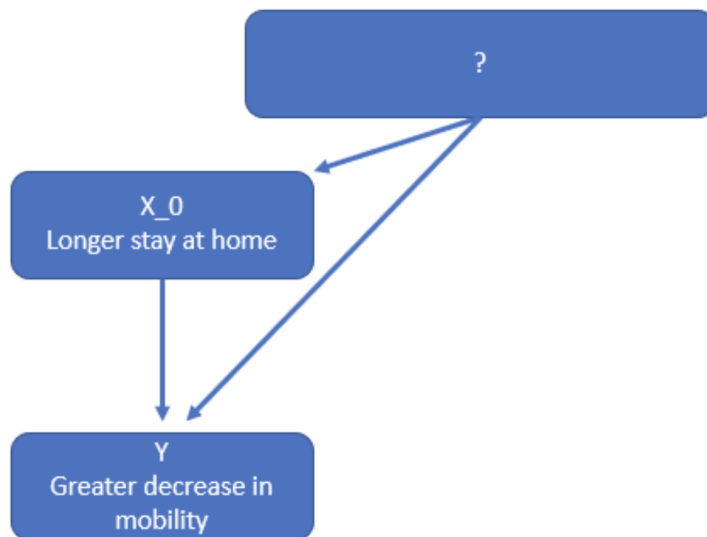 ?
X_0
Longer stay at home
Y
Greater decrease in
mobility